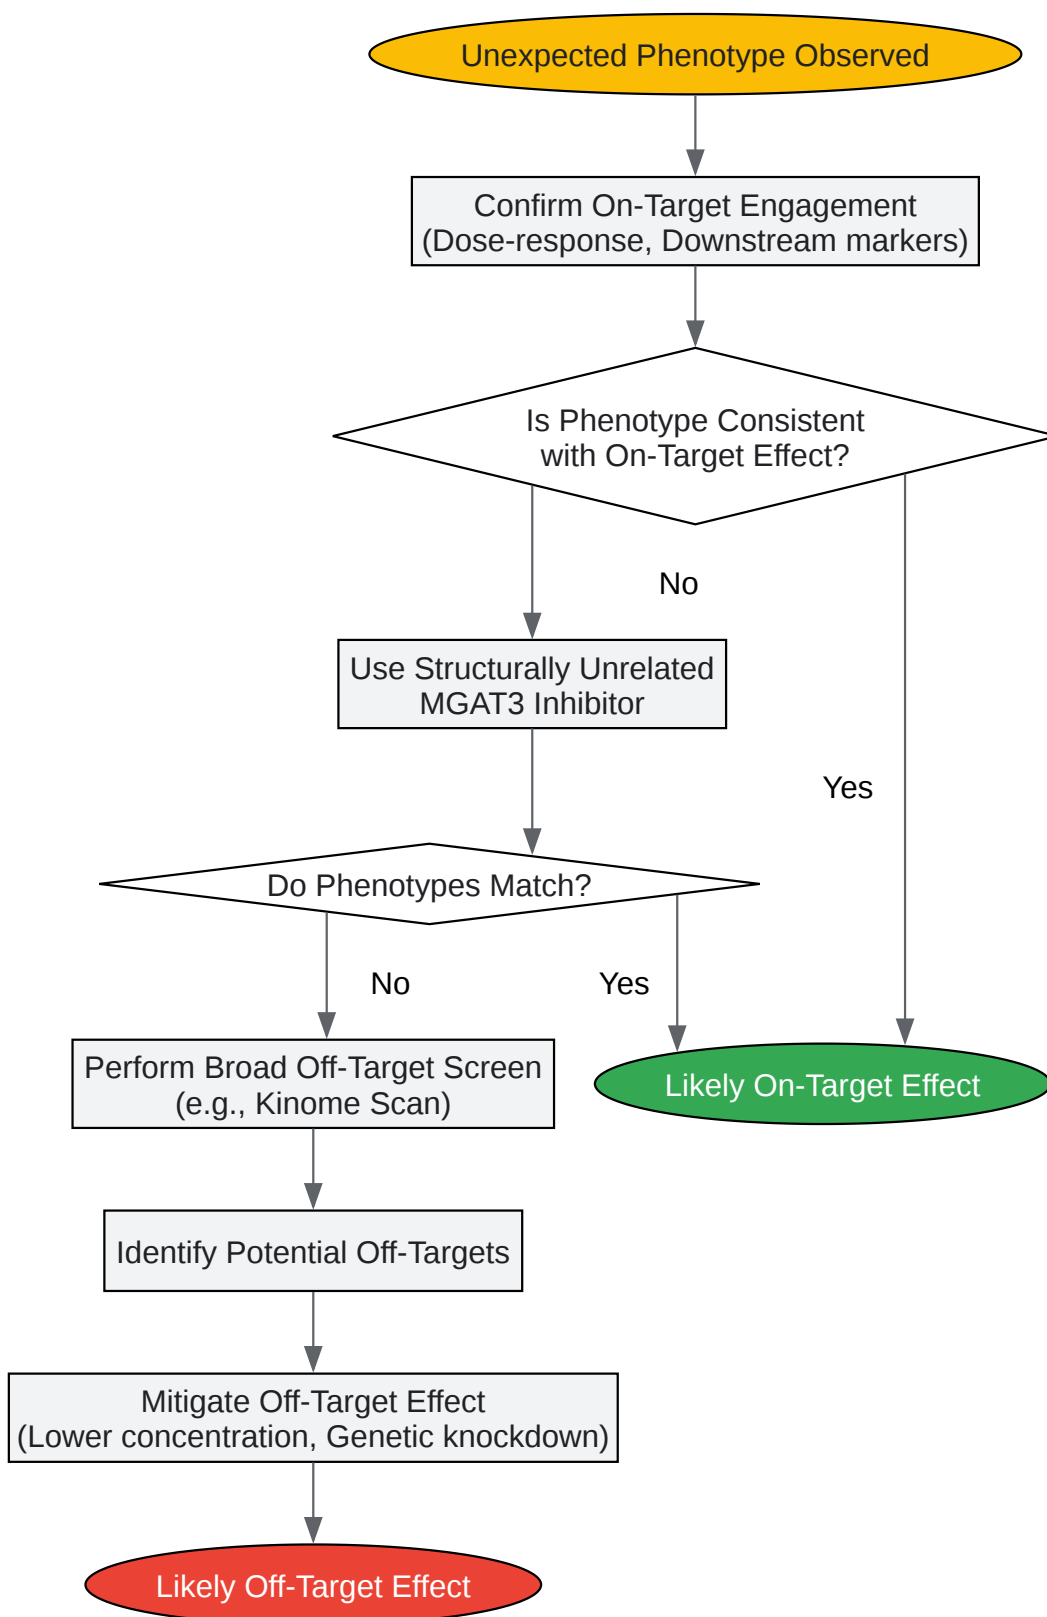 Unexpected Phenotype Observed
Confirm On-Target Engagement
(Dose-response, Downstream markers)
Is Phenotype Consistent
with On-Target Effect?
No
Use Structurally Unrelated
MGAT3 Inhibitor
Yes
Do Phenotypes Match?
No
Yes
Perform Broad Off-Target Screen
(e.g., Kinome Scan)
Likely On-Target Effect
Identify Potential Off-Targets
Mitigate Off-Target Effect
(Lower concentration, Genetic knockdown)
Likely Off-Target Effect